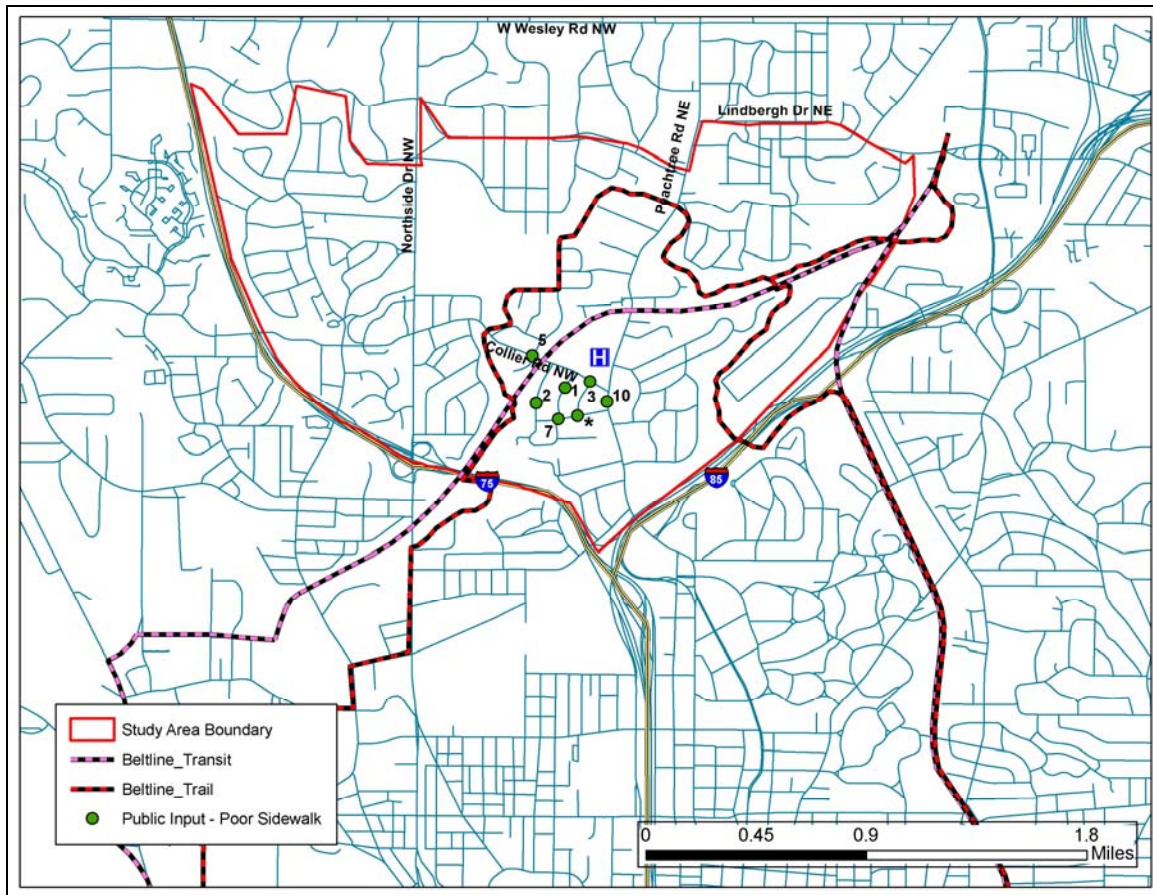 W Wesley Rd NW
Lindbergh Dr NE
Peachtree Rd NE
Northside Dr NW
5
Collier Rd NW
H
1
3
2
10
7
*
75
85
Study Area Boundary
Beltline_Transit
Beltline_Trail
Public Input - Poor Sidewalk
0 0.45 0.9 1.8
Miles